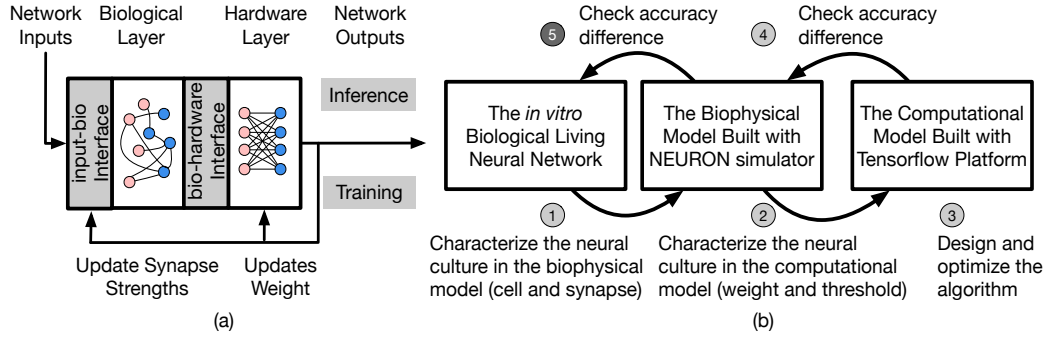 Network
Inputs
Biological
Layer
Hardware
Layer
Network
Outputs
input-bio
Interface
bio-hardware
Interface
Inference
Training
Update Synapse
Strengths
Updates
Weight
(a)
5
Check accuracy
difference
4
Check accuracy
difference
The in vitro
Biological Living
Neural Network
The Biophysical
Model Built with
NEURON simulator
The Computational
Model Built with
Tensorflow Platform
1
Characterize the neural
culture in the biophysical
model (cell and synapse)
2
Characterize the neural
culture in the computational
model (weight and threshold)
3
Design and
optimize the
algorithm
(b)